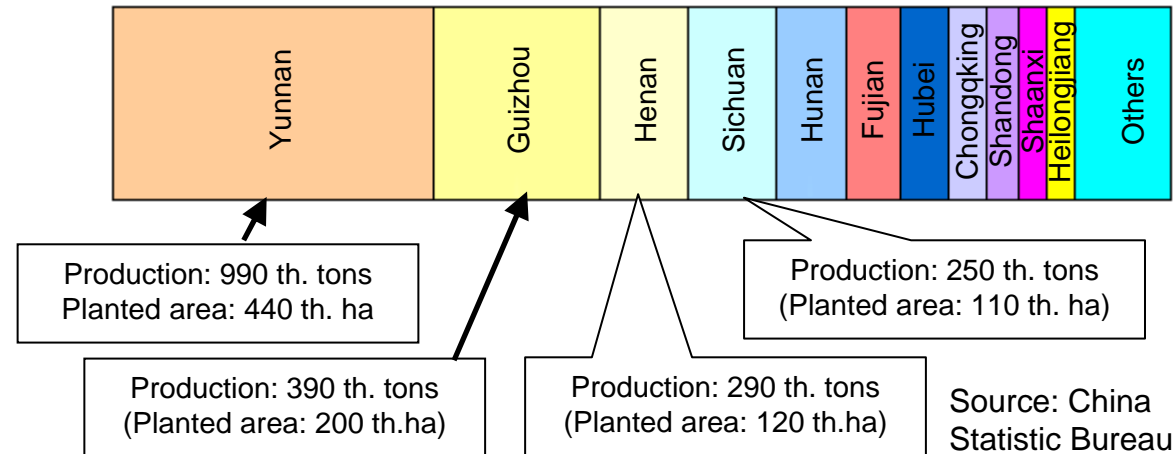 Yunnan
Guizhou
Henan
Sichuan
Hunan
Fujian
Hubei
Chongqking
Shandong
Shaanxi
Heilongjiang
Others
Production: 990 th. tons
Planted area: 440 th. ha
Production: 250 th. tons
(Planted area: 110 th. ha)
Production: 390 th. tons
(Planted area: 200 th.ha)
Production: 290 th. tons
(Planted area: 120 th.ha)
Source: China
Statistic Bureau